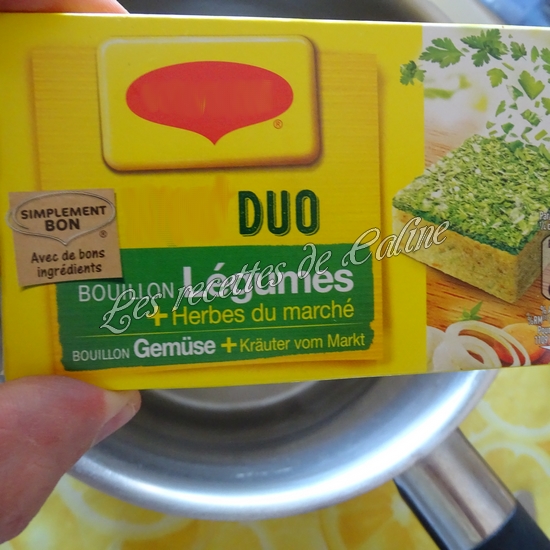 DUO
SIMPLEMENT
BON
Avec de bons
ingrédients
BOUILLON Légumes
+ Herbes du marché
BOUILLON Gemüse + Kräuter vom Markt
Les recettes de Caline